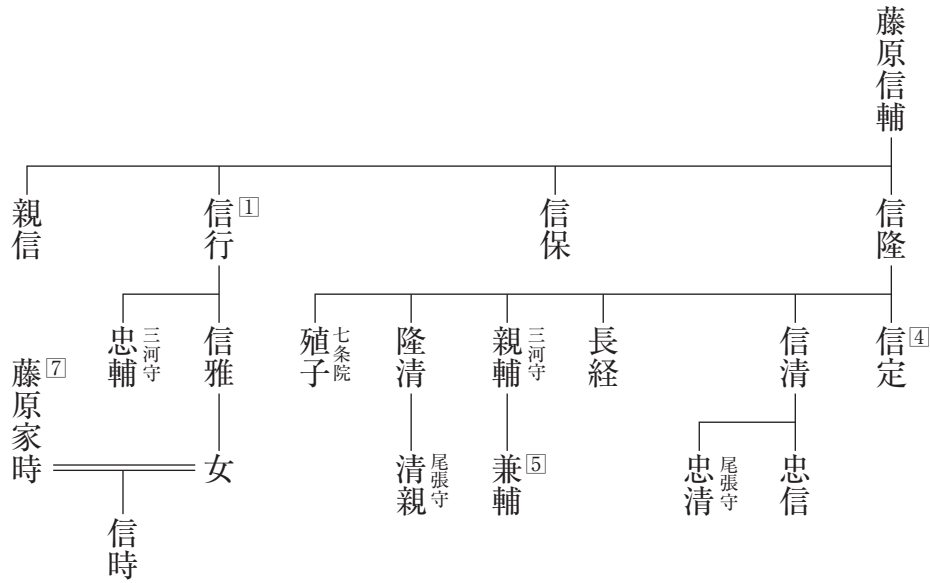 藤原信輔
信隆
信保
信行 1
親信
信定 4
信清
長経
親輔 三河守
隆清
殖子 七条院
信雅
忠輔 三河守
忠信
忠清 尾張守
兼輔 5
清親 尾張守
女
藤原家時 7
信時